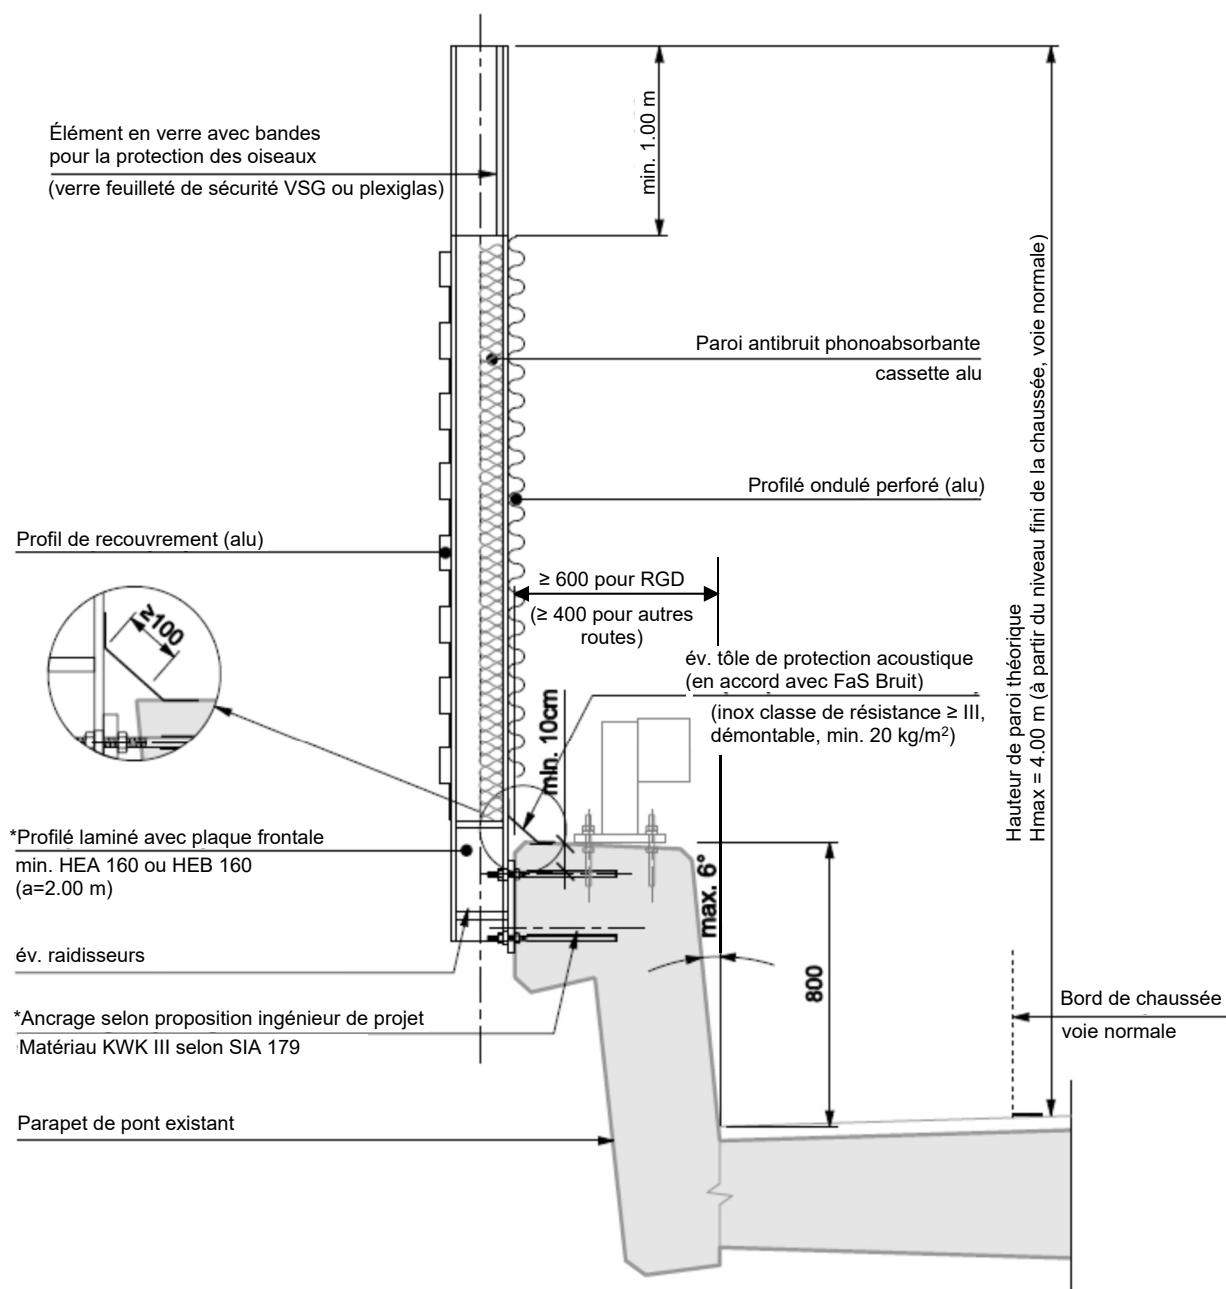 Élément en verre avec bandes
pour la protection des oiseaux
(verre feuilleté de sécurité VSG ou plexiglas)
min. 1.00 m
Paroi antibruit phonoabsorbante
cassette alu
Profilé ondulé perforé (alu)
Profil de recouvrement (alu)
≥ 600 pour RGD
(≥ 400 pour autres
routes)
≥100
év. tôle de protection acoustique
(en accord avec FaS Bruit)
(inox classe de résistance ≥ III,
démontable, min. 20 kg/m²)
min. 10cm
Hauteur de paroi théorique
Hmax = 4.00 m (à partir du niveau fini de la chaussée, voie normale)
*Profilé laminé avec plaque frontale
min. HEA 160 ou HEB 160
(a=2.00 m)
max. 6°
év. raidisseurs
800
Bord de chaussée
voie normale
*Ancrage selon proposition ingénieur de projet
Matériau KWK III selon SIA 179
Parapet de pont existant